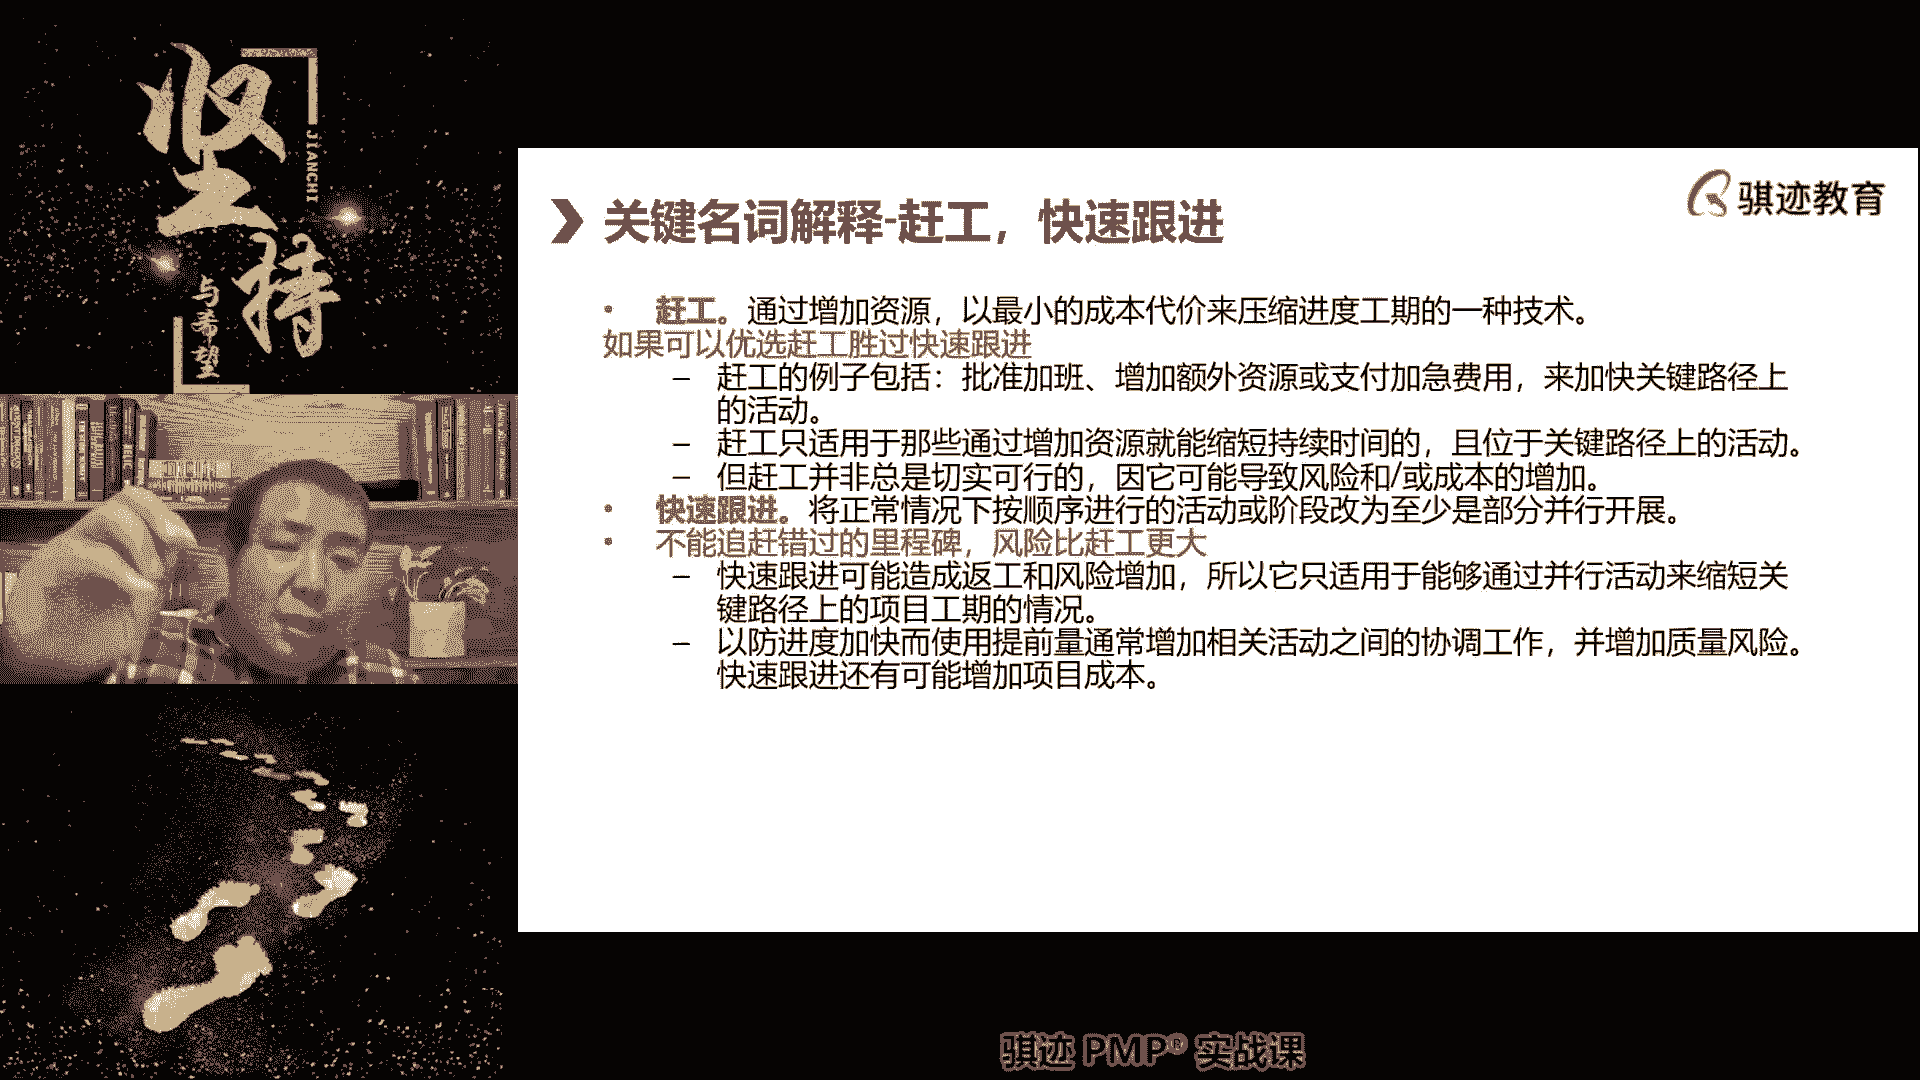 坚持
JIANCHI
与希望
骐迹教育
关键名词解释-赶工，快速跟进
• 赶工。通过增加资源，以最小的成本代价来压缩进度工期的一种技术。
如果可以优选赶工胜过快速跟进
– 赶工的例子包括：批准加班、增加额外资源或支付加急费用，来加快关键路径上
的活动。
– 赶工只适用于那些通过增加资源就能缩短持续时间的，且位于关键路径上的活动。
– 但赶工并非总是切实可行的，因它可能导致风险和/或成本的增加。
• 快速跟进。将正常情况下按顺序进行的活动或阶段改为至少是部分并行开展。
• 不能追赶错过的里程碑，风险比赶工更大
– 快速跟进可能造成返工和风险增加，所以它只适用于能够通过并行活动来缩短关
键路径上的项目工期的情况。
– 以防进度加快而使用提前量通常增加相关活动之间的协调工作，并增加质量风险。
快速跟进还有可能增加项目成本。
骐迹 PMP® 实战课